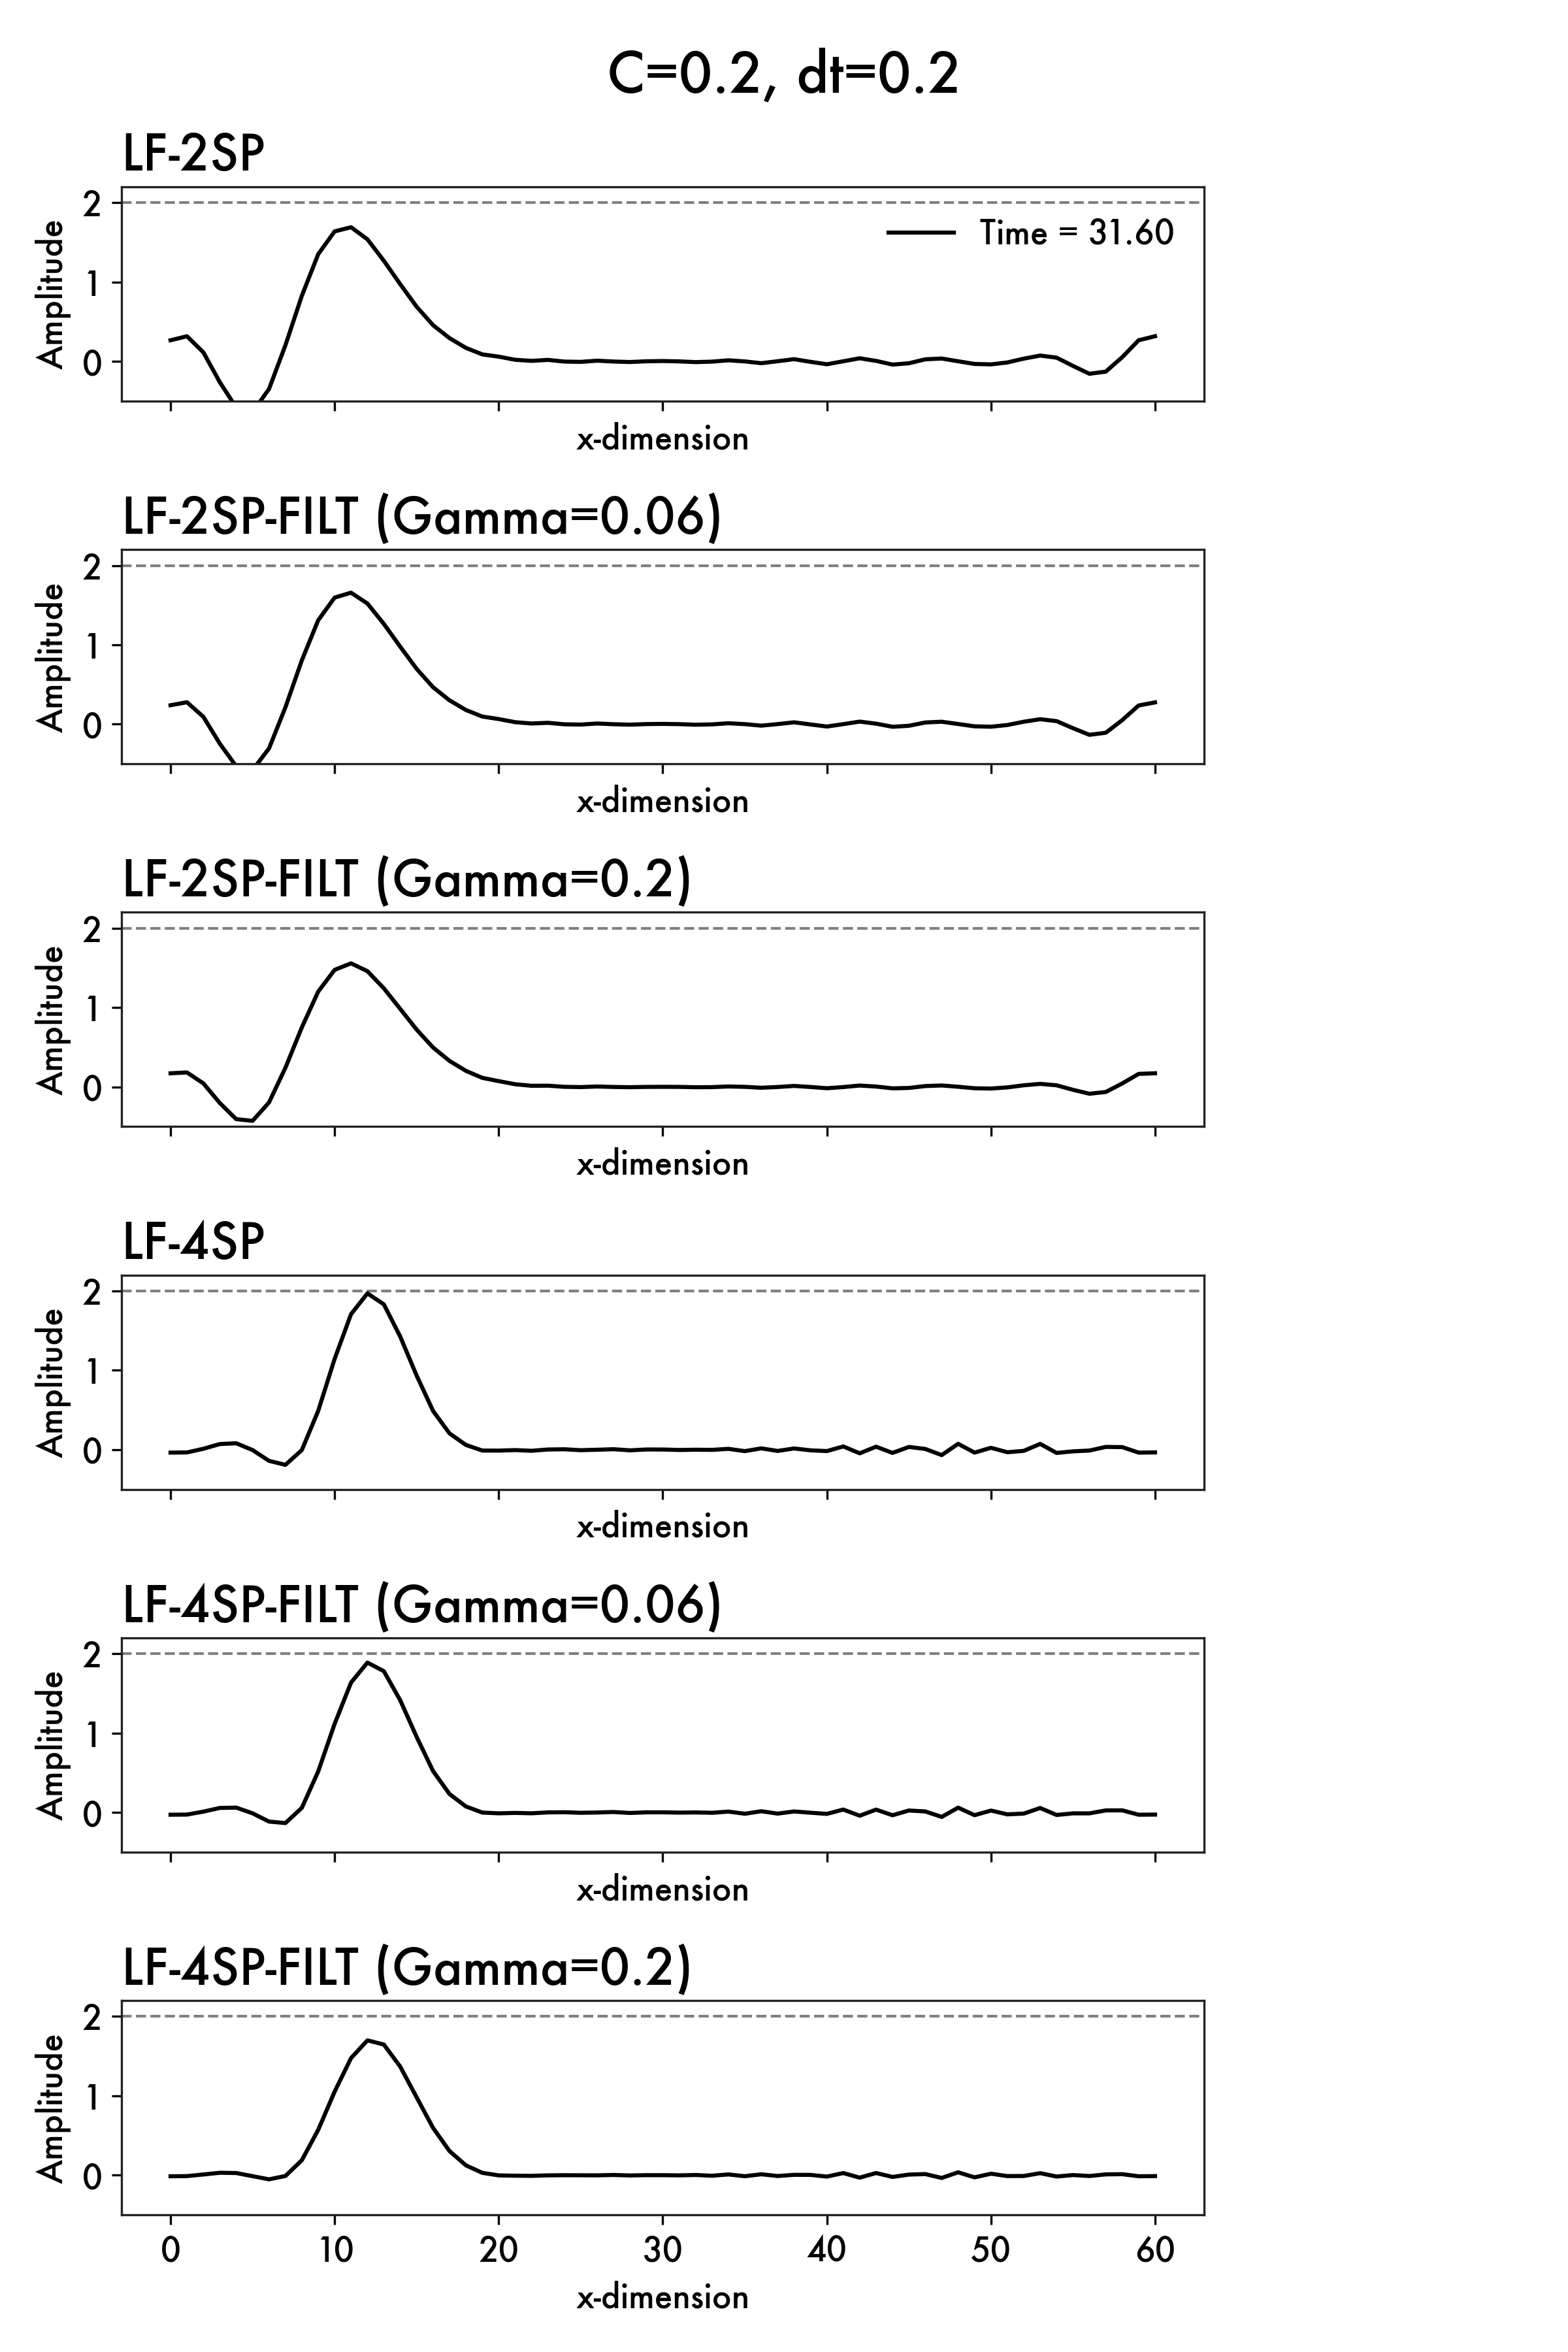 C=0.2, dt=0.2
LF-2SP
2
1
0
Amplitude
Time = 31.60
x-dimension
LF-2SP-FILT (Gamma=0.06)
2
1
0
Amplitude
x-dimension
LF-2SP-FILT (Gamma=0.2)
2
1
0
Amplitude
x-dimension
LF-4SP
2
1
0
Amplitude
x-dimension
LF-4SP-FILT (Gamma=0.06)
2
1
0
Amplitude
x-dimension
LF-4SP-FILT (Gamma=0.2)
2
1
0
Amplitude
0 10 20 30 40 50 60
x-dimension